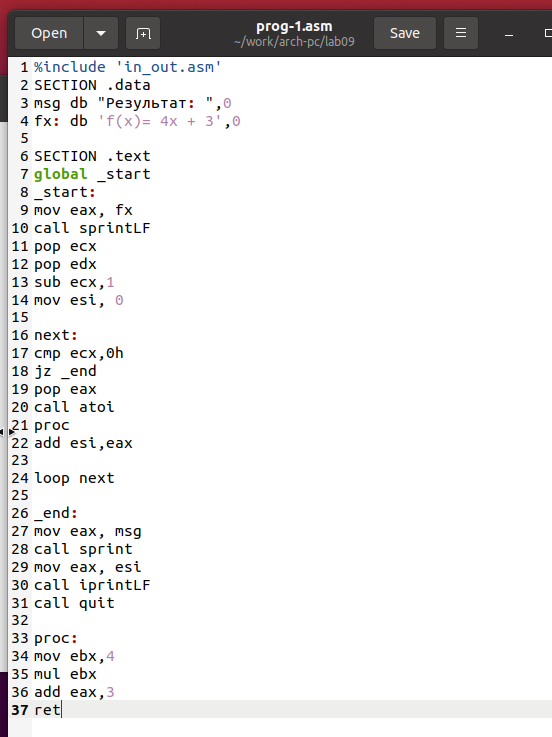 Open
prog-1.asm
~/work/arch-pc/lab09
Save
1 %include 'in_out.asm'
2 SECTION .data
3 msg db "Результат: ",0
4 fx: db 'f(x)= 4x + 3',0
5
6 SECTION .text
7 global _start
8 _start:
9 mov eax, fx
10 call sprintLF
11 pop ecx
12 pop edx
13 sub ecx,1
14 mov esi, 0
15
16 next:
17 cmp ecx,0h
18 jz _end
19 pop eax
20 call atoi
21 proc
22 add esi,eax
23
24 loop next
25
26 _end:
27 mov eax, msg
28 call sprint
29 mov eax, esi
30 call iprintLF
31 call quit
32
33 proc:
34 mov ebx,4
35 mul ebx
36 add eax,3
37 ret